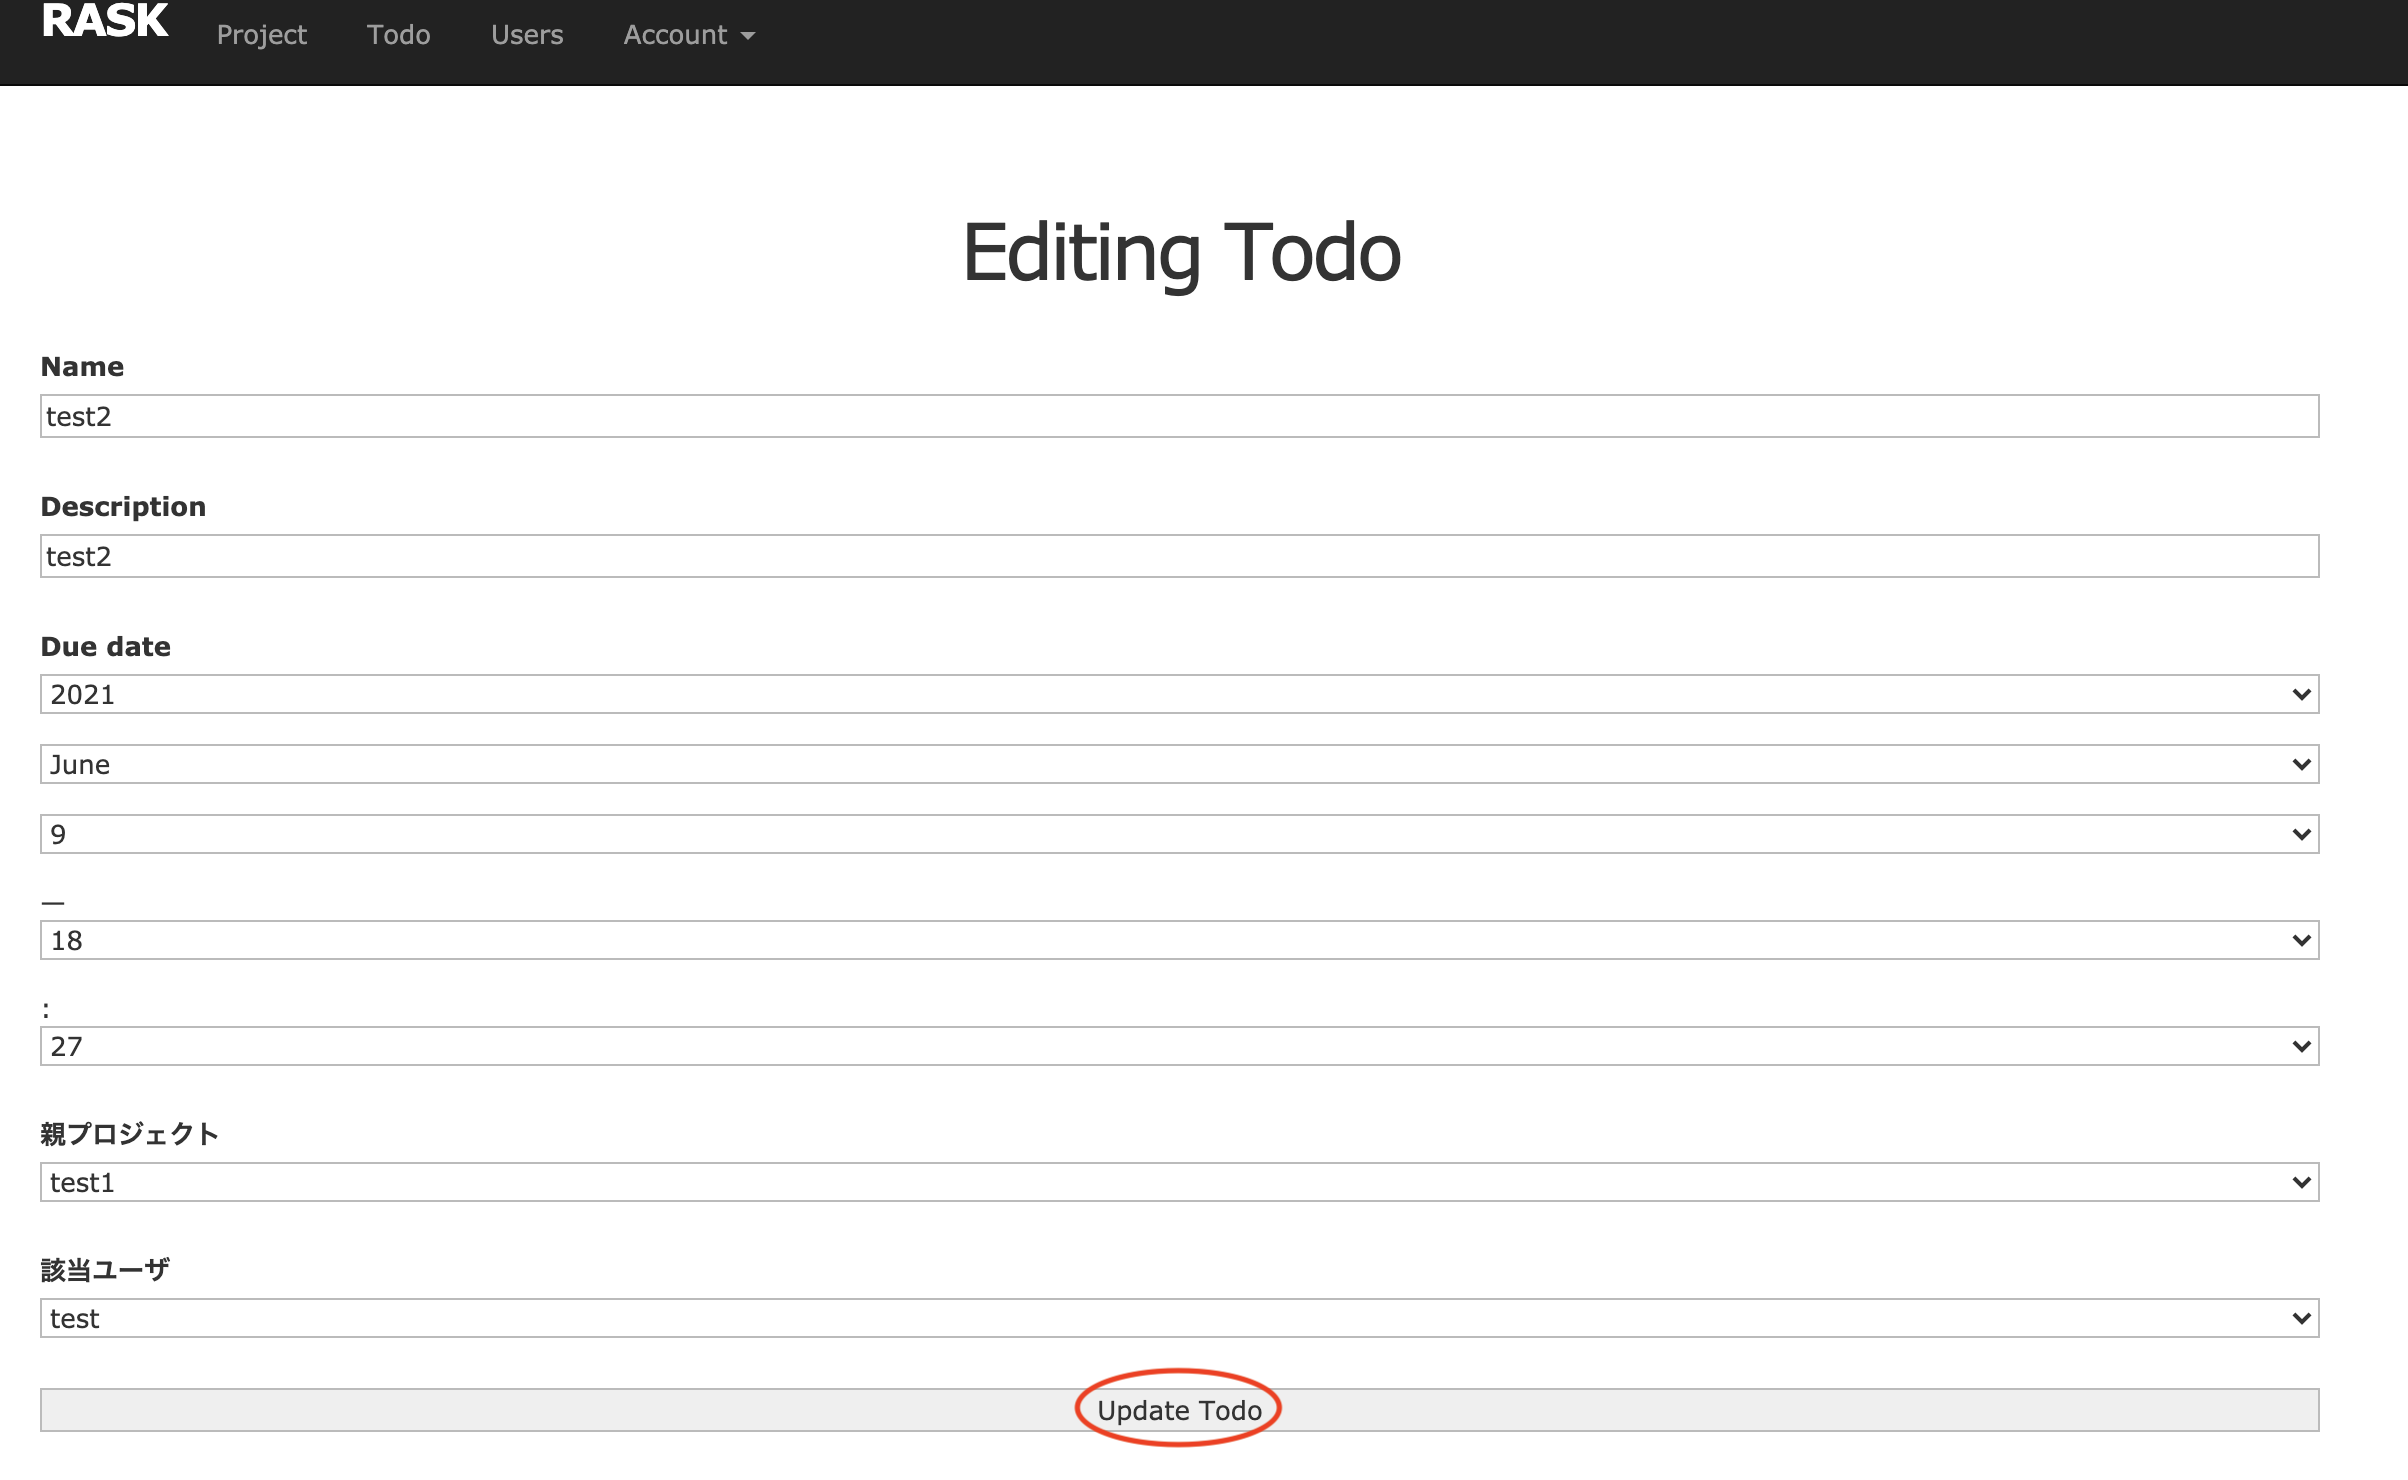 RASK Project Todo Users Account
Editing Todo
Name
test2
Description
test2
Due date
2021
June
9
—
18
:
27
親プロジェクト
test1
該当ユーザ
test
Update Todo